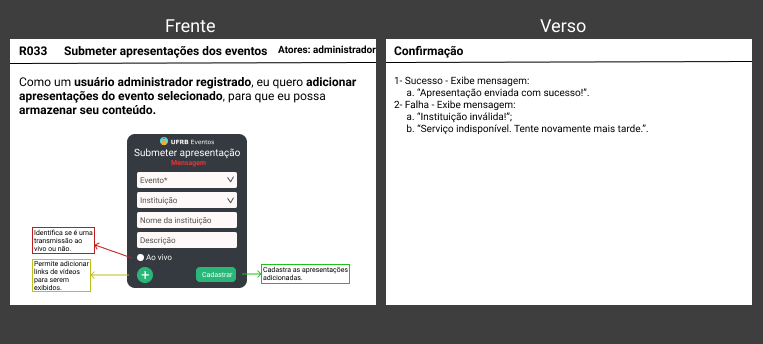 Frente
Verso
R033 Submeter apresentações dos eventos Atores: administrador
Como um usuário administrador registrado, eu quero adicionar
apresentações do evento selecionado, para que eu possa
armazenar seu conteúdo.
UFRB Eventos
Submeter apresentação
Mensagem
Evento*
Instituição
Nome da instituição
Descrição
Ao vivo
+
Cadastrar
Identifica se é uma
transmissão ao
vivo ou não.
Permite adicionar
links de vídeos
para serem
exibidos.
Cadastra as apresentações
adicionadas.
Confirmação
1- Sucesso - Exibe mensagem:
a. “Apresentação enviada com sucesso!”.
2- Falha - Exibe mensagem:
a. “Instituição inválida!”;
b. “Serviço indisponível. Tente novamente mais tarde.”.